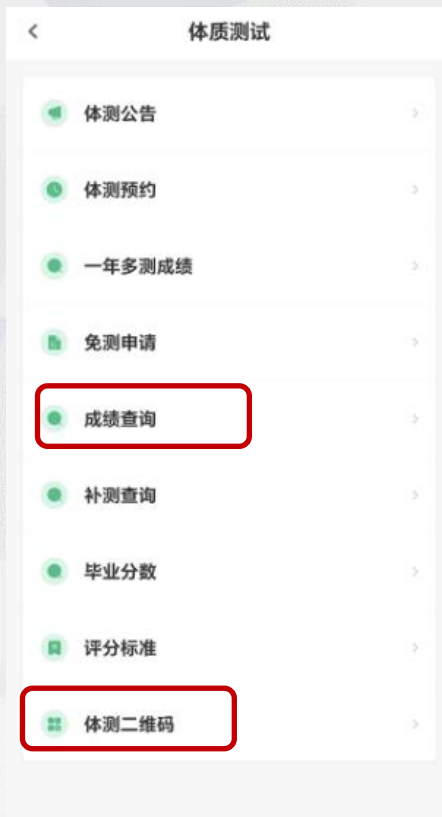 体质测试
体测公告
体测预约
一年多测成绩
免测申请
成绩查询
补测查询
毕业分数
评分标准
体测二维码